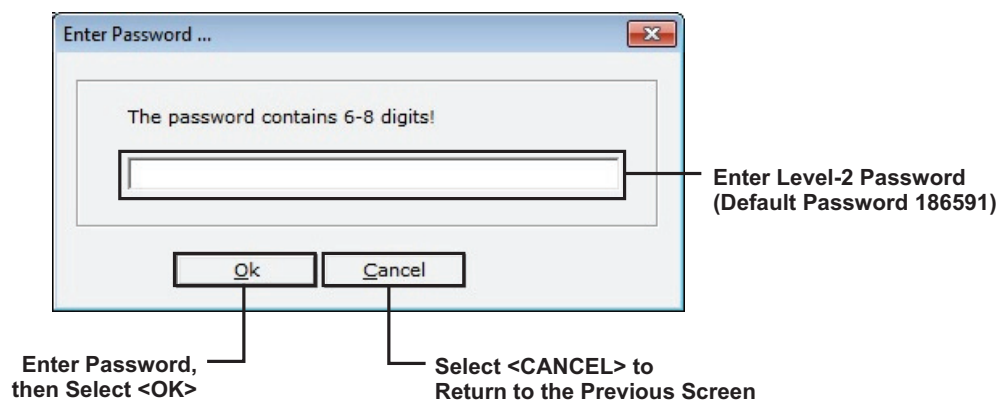 Enter Password ...
The password contains 6-8 digits!
Enter Level-2 Password
(Default Password 186591)
Ok
Cancel
Enter Password,
then Select <OK>
Select <CANCEL> to
Return to the Previous Screen